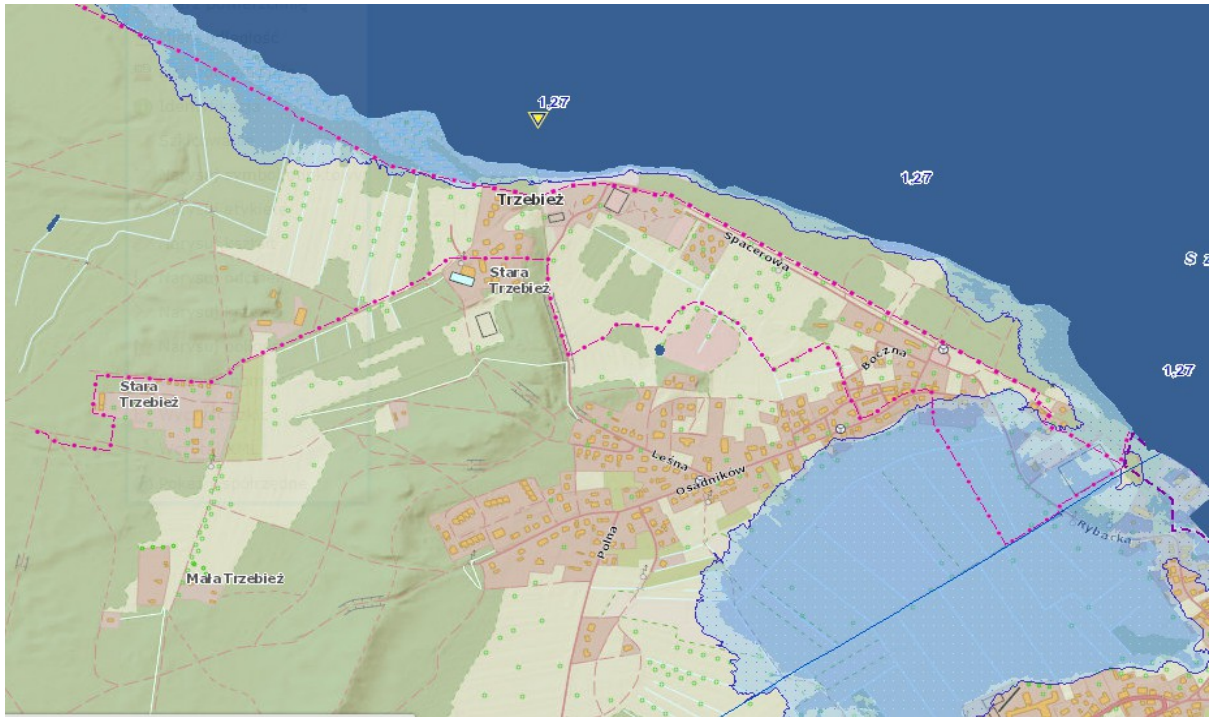 1,27
1,27
Trzebież
Spacerowa
S
Stara
Trzebież
Boczna
1,27
Stara
Trzebież
Leśna
Osadników
Rybacka
Polna
Mała Trzebież